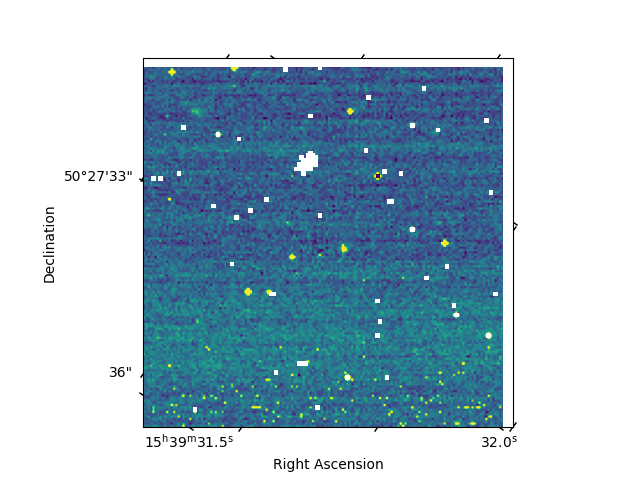 50°27'33"
Declination
36"
15ʰ39ᵐ31.5ˢ
32.0ˢ
Right Ascension